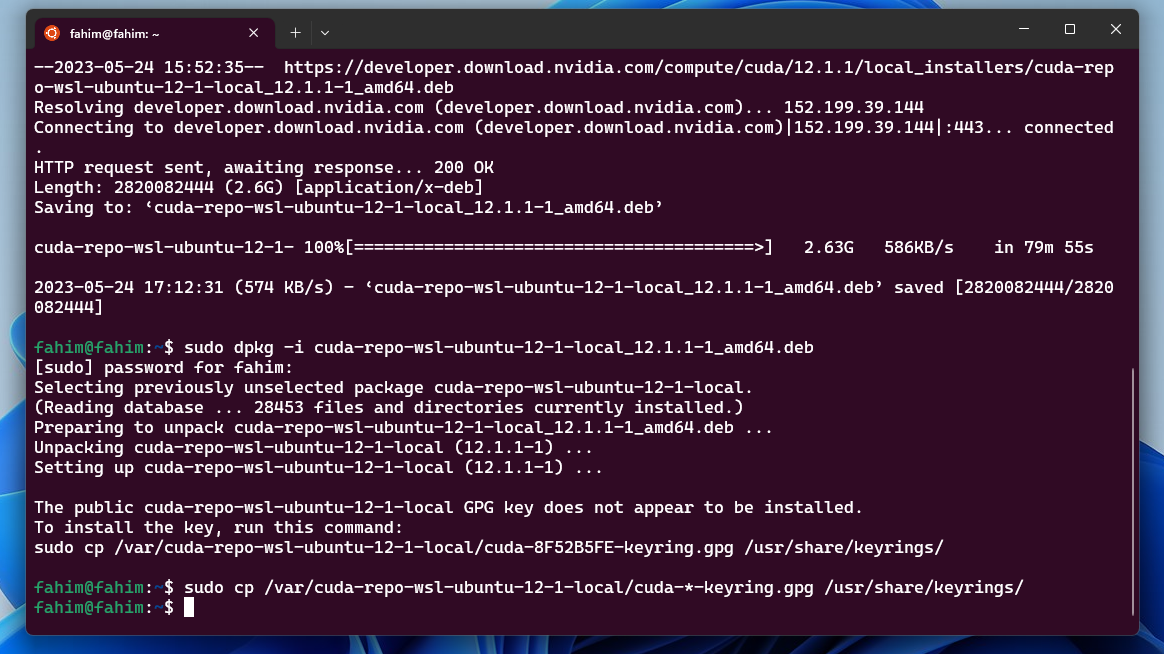 fahim@fahim: ~
--2023-05-24 15:52:35--  https://developer.download.nvidia.com/compute/cuda/12.1.1/local_installers/cuda-rep
o-wsl-ubuntu-12-1-local_12.1.1-1_amd64.deb
Resolving developer.download.nvidia.com (developer.download.nvidia.com)... 152.199.39.144
Connecting to developer.download.nvidia.com (developer.download.nvidia.com)|152.199.39.144|:443... connected
.
HTTP request sent, awaiting response... 200 OK
Length: 2820082444 (2.6G) [application/x-deb]
Saving to: ‘cuda-repo-wsl-ubuntu-12-1-local_12.1.1-1_amd64.deb’
cuda-repo-wsl-ubuntu-12-1- 100%[========================================>]   2.63G   586KB/s    in 79m 55s
2023-05-24 17:12:31 (574 KB/s) - ‘cuda-repo-wsl-ubuntu-12-1-local_12.1.1-1_amd64.deb’ saved [2820082444/2820
082444]
fahim@fahim:~$ sudo dpkg -i cuda-repo-wsl-ubuntu-12-1-local_12.1.1-1_amd64.deb
[sudo] password for fahim:
Selecting previously unselected package cuda-repo-wsl-ubuntu-12-1-local.
(Reading database ... 28453 files and directories currently installed.)
Preparing to unpack cuda-repo-wsl-ubuntu-12-1-local_12.1.1-1_amd64.deb ...
Unpacking cuda-repo-wsl-ubuntu-12-1-local (12.1.1-1) ...
Setting up cuda-repo-wsl-ubuntu-12-1-local (12.1.1-1) ...
The public cuda-repo-wsl-ubuntu-12-1-local GPG key does not appear to be installed.
To install the key, run this command:
sudo cp /var/cuda-repo-wsl-ubuntu-12-1-local/cuda-8F52B5FE-keyring.gpg /usr/share/keyrings/
fahim@fahim:~$ sudo cp /var/cuda-repo-wsl-ubuntu-12-1-local/cuda-*-keyring.gpg /usr/share/keyrings/
fahim@fahim:~$